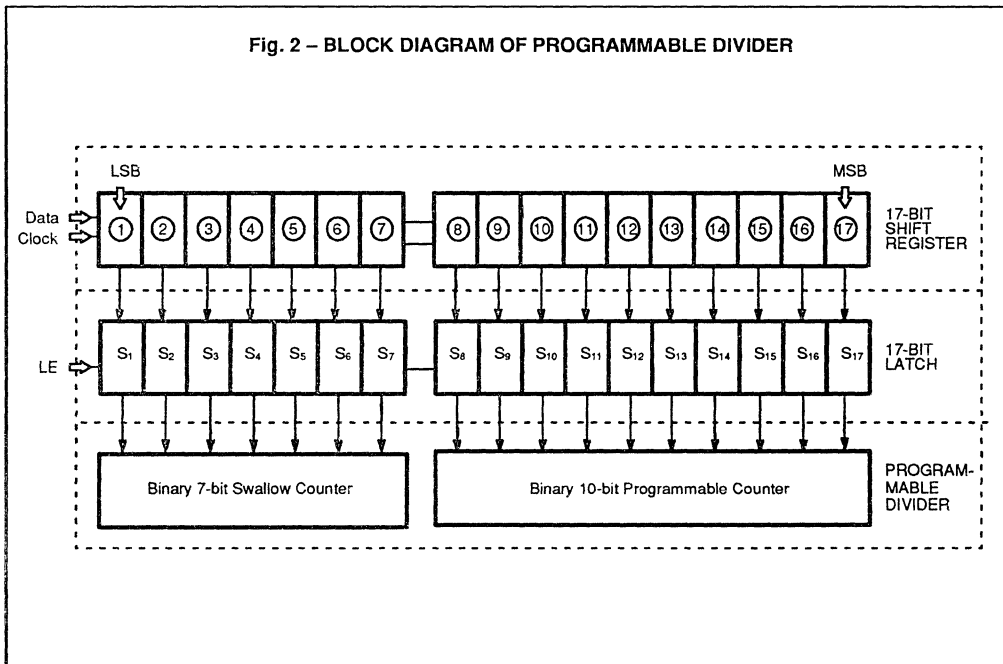 Fig. 2 – BLOCK DIAGRAM OF PROGRAMMABLE DIVIDER
LSB
MSB
Data
Clock
1 2 3 4 5 6 7 8 9 10 11 12 13 14 15 16 17
17-BIT
SHIFT
REGISTER
LE
S1 S2 S3 S4 S5 S6 S7 S8 S9 S10 S11 S12 S13 S14 S15 S16 S17
17-BIT
LATCH
Binary 7-bit Swallow Counter
Binary 10-bit Programmable Counter
PROGRAM-
MABLE
DIVIDER